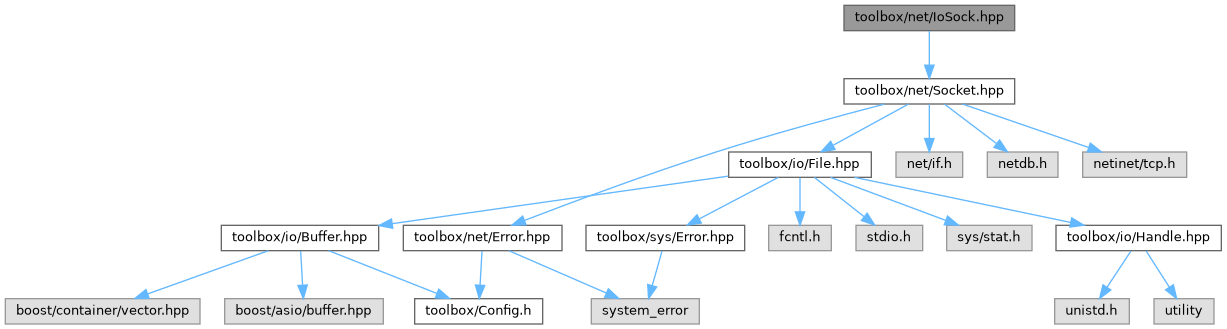 toolbox/net/IoSock.hpp
toolbox/net/Socket.hpp
toolbox/io/File.hpp
net/if.h
netdb.h
netinet/tcp.h
toolbox/io/Buffer.hpp
toolbox/net/Error.hpp
toolbox/sys/Error.hpp
fcntl.h
stdio.h
sys/stat.h
toolbox/io/Handle.hpp
boost/container/vector.hpp
boost/asio/buffer.hpp
toolbox/Config.h
system_error
unistd.h
utility